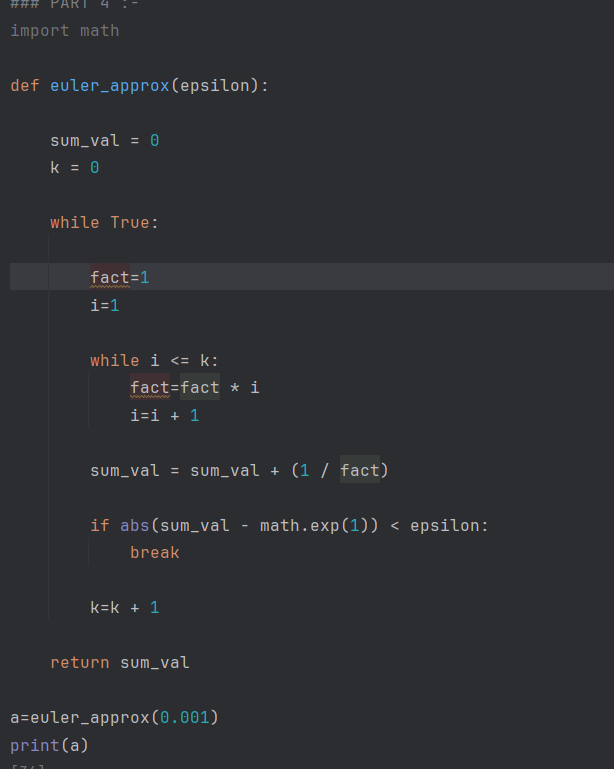 ### PART 4 :-
import math
def euler_approx(epsilon):
sum_val = 0
k = 0
while True:
fact=1
i=1
while i <= k:
fact=fact * i
i=i + 1
sum_val = sum_val + (1 / fact)
if abs(sum_val - math.exp(1)) < epsilon:
break
k=k + 1
return sum_val
a=euler_approx(0.001)
print(a)